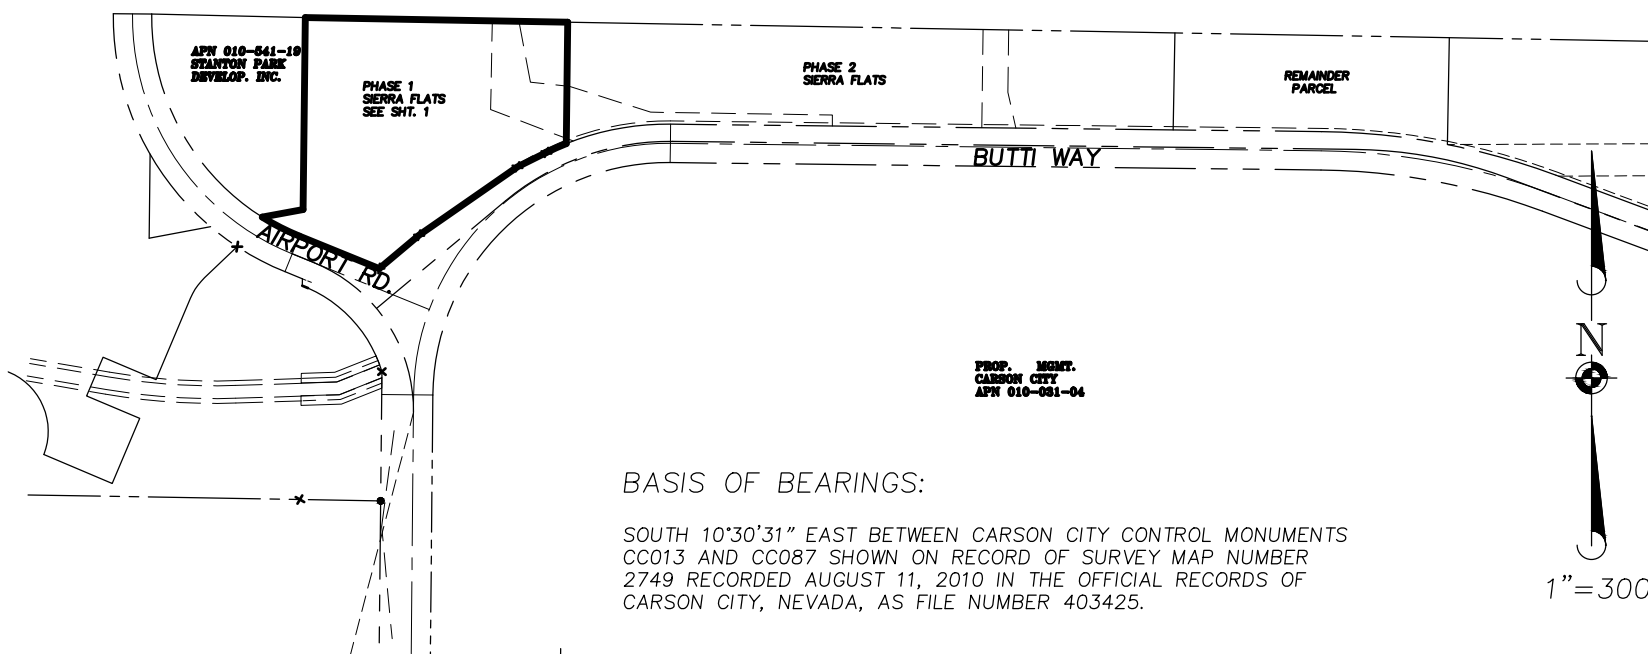 APN 010-541-19
STANTON PARK
DEVELOP. INC.
PHASE 1
SIERRA FLATS
SEE SHT. 1
PHASE 2
SIERRA FLATS
REMAINDER
PARCEL
BUTTI WAY
AIRPORT RD.
N
PROP. MGMT.
CARSON CITY
APN 010-031-04
BASIS OF BEARINGS:
SOUTH 10°30'31" EAST BETWEEN CARSON CITY CONTROL MONUMENTS
CC013 AND CC087 SHOWN ON RECORD OF SURVEY MAP NUMBER
2749 RECORDED AUGUST 11, 2010 IN THE OFFICIAL RECORDS OF
CARSON CITY, NEVADA, AS FILE NUMBER 403425.
1"=300